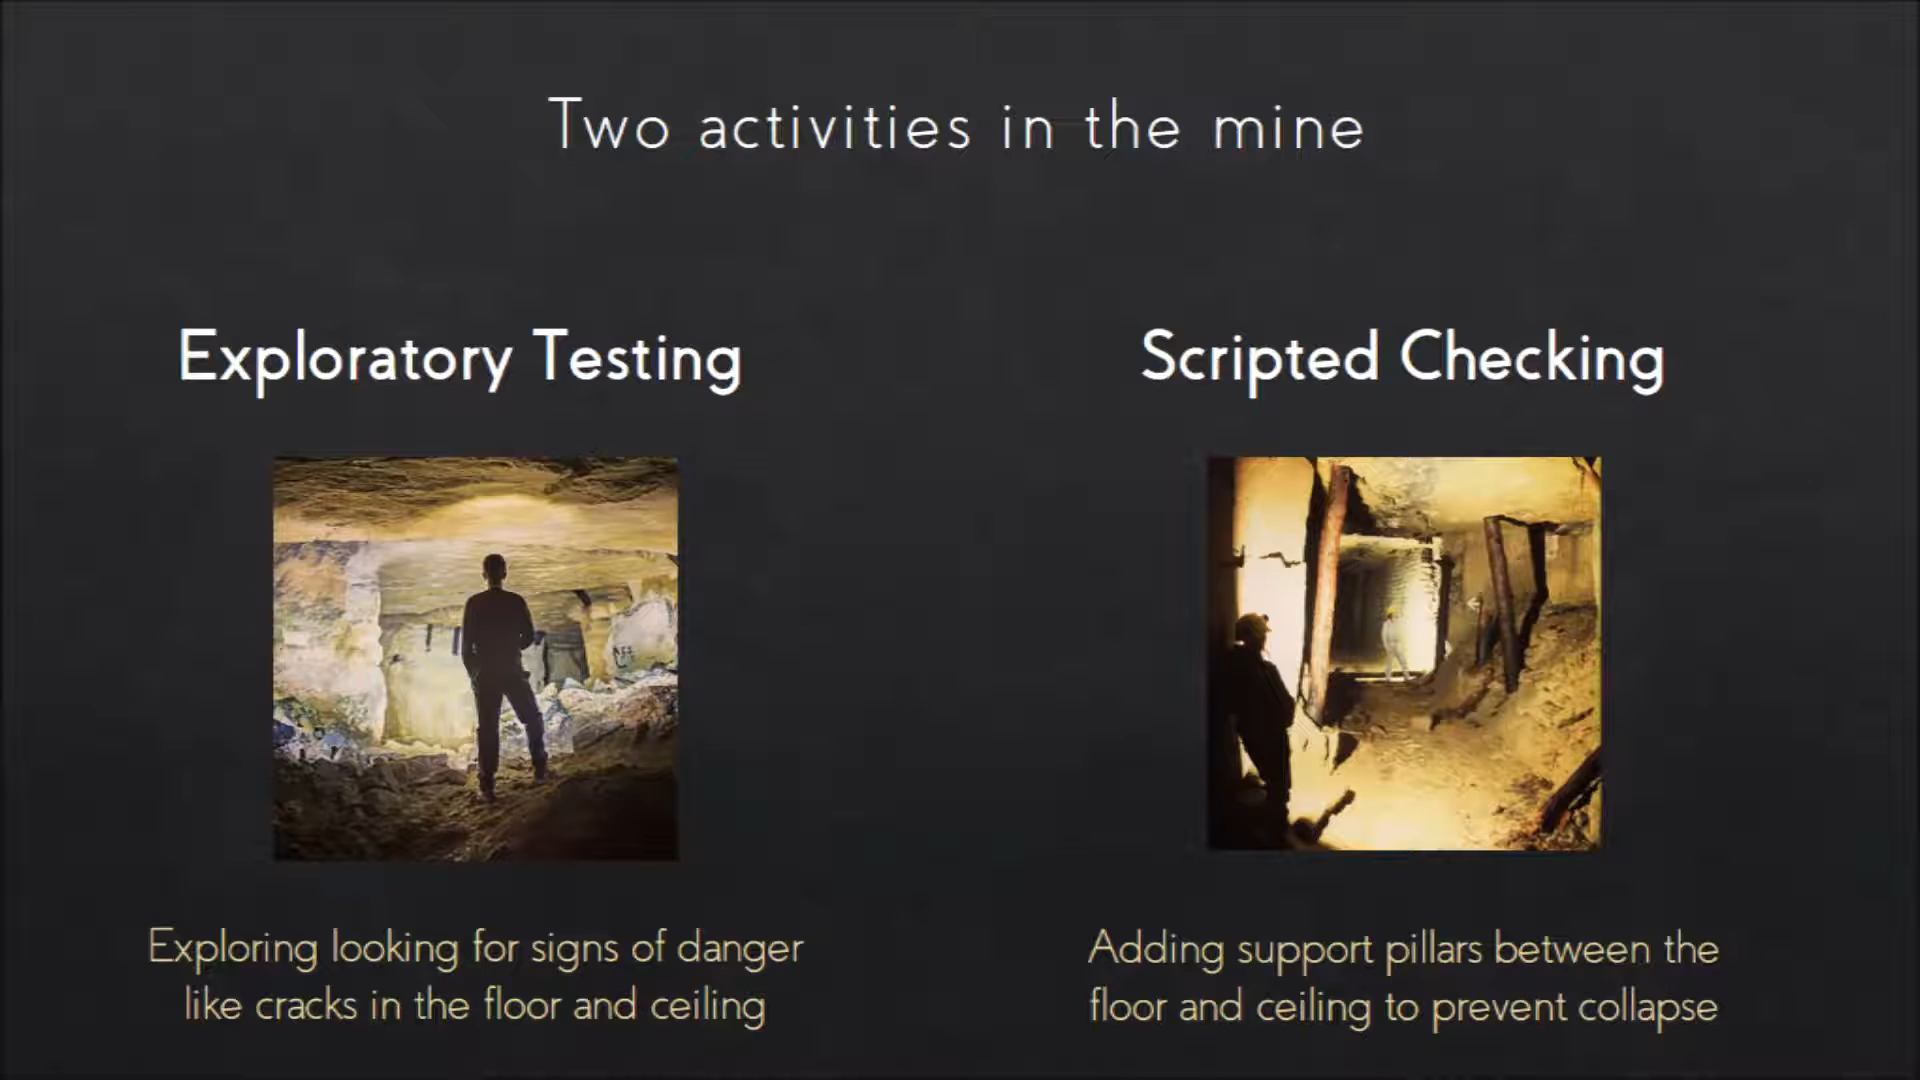 Two activities in the mine
Exploratory Testing
Scripted Checking
Exploring looking for signs of danger
like cracks in the floor and ceiling
Adding support pillars between the
floor and ceiling to prevent collapse